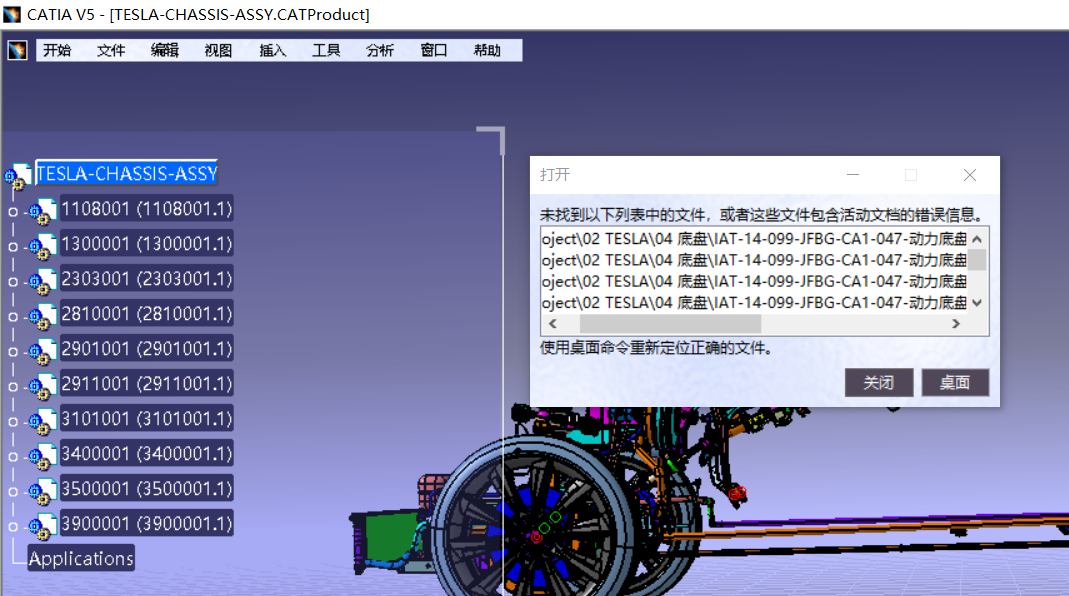 CATIA V5 - [TESLA-CHASSIS-ASSY.CATProduct]
开始 文件 编辑 视图 插入 工具 分析 窗口 帮助
TESLA-CHASSIS-ASSY
1108001 (1108001.1)
1300001 (1300001.1)
2303001 (2303001.1)
2810001 (2810001.1)
2901001 (2901001.1)
2911001 (2911001.1)
3101001 (3101001.1)
3400001 (3400001.1)
3500001 (3500001.1)
3900001 (3900001.1)
Applications
打开
未找到以下列表中的文件，或者这些文件包含活动文档的错误信息。
oject\02 TESLA\04 底盘\IAT-14-099-JFBG-CA1-047-动力底盘
oject\02 TESLA\04 底盘\IAT-14-099-JFBG-CA1-047-动力底盘
oject\02 TESLA\04 底盘\IAT-14-099-JFBG-CA1-047-动力底盘
oject\02 TESLA\04 底盘\IAT-14-099-JFBG-CA1-047-动力底盘
使用桌面命令重新定位正确的文件。
关闭 桌面